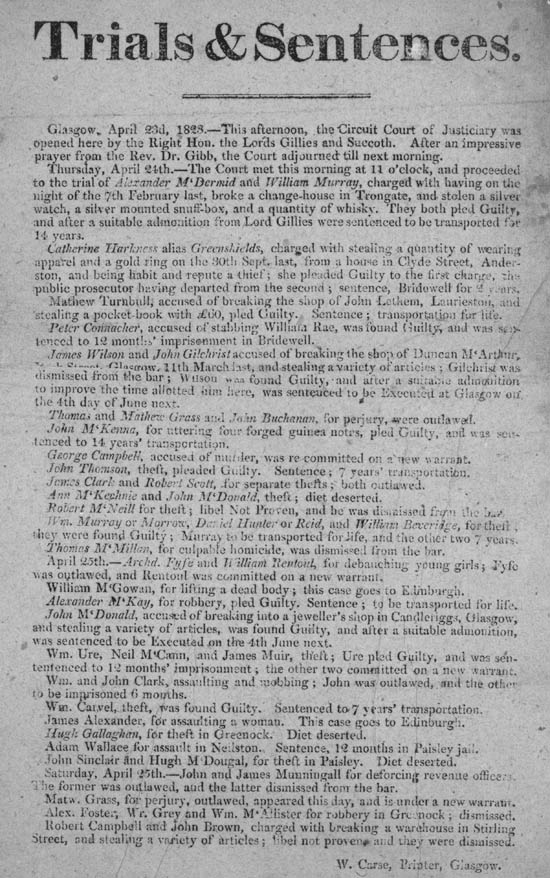 Trials & Sentences.
Glasgow, April 23d, 1828.—This afternoon, the Circuit Court of Justiciary was
opened here by the Right Hon. the Lords Gillies and Succoth. After an impressive
prayer from the Rev. Dr. Gibb, the Court adjourned till next morning.
Thursday, April 24th.—The Court met this morning at 11 o'clock, and proceeded
to the trial of Alexander M'Dermid and William Murray, charged with having on the
night of the 7th February last, broke a change-house in Trongate, and stolen a silver
watch, a silver mounted snuff-box, and a quantity of whisky. They both pled Guilty,
and after a suitable admonition from Lord Gillies were sentenced to be transported for
14 years.
Catherine Harkness alias Greenshields, charged with stealing a quantity of wearing
apparel and a gold ring on the 30th Sept. last, from a house in Clyde Street, Ander-
ston, and being habit and repute a thief; she pleaded Guilty to the first charge, the
public prosecutor having departed from the second; sentence, Bridewell for 2 years.
Mathew Turnbull, accused of breaking the shop of John Lethem, Laurieston, and
stealing a pocket-book with £60, pled Guilty. Sentence; transportation for life.
Peter Connacher, accused of stabbing William Rae, was found Guilty, and was sen-
tenced to 12 months' imprisonment in Bridewell.
James Wilson and John Gilchrist accused of breaking the shop of Duncan M'Arthur,
Street, Glasgow, 11th March last, and stealing a variety of articles; Gilchrist was
dismissed from the bar; Wilson was found Guilty, and after a suitable admonition
to improve the time allotted him here, was sentenced to be Executed at Glasgow on
the 4th day of June next.
Thomas and Mathew Grass and John Buchanan, for perjury, were outlawed.
John M'Kenna, for uttering four forged guinea notes, pled Guilty, and was sen-
tenced to 14 years' transportation.
George Campbell, accused of murder, was re-committed on a new warrant.
John Thomson, theft, pleaded Guilty. Sentence; 7 years' transportation.
James Clark and Robert Scott, for separate thefts; both outlawed.
Ann M'Kechnie and John M'Donald, theft; diet deserted.
Robert M'Neill for theft; libel Not Proven, and he was dismissed from the bar.
Wm. Murray or Morrow, Daniel Hunter or Reid, and William Beveridge, for theft;
they were found Guilty; Murray to be transported for life, and the other two 7 years.
Thomas M'Millan, for culpable homicide, was dismissed from the bar.
April 25th.—Archd. Fyfe and William Rentoul, for debauching young girls; Fyfe
was outlawed, and Rentoul was committed on a new warrant.
William M'Gowan, for lifting a dead body; this case goes to Edinburgh.
Alexander M'Kay, for robbery, pled Guilty. Sentence; to be transported for life.
John M'Donald, accused of breaking into a jeweller's shop in Candleriggs, Glasgow,
and stealing a variety of articles, was found Guilty, and after a suitable admonition,
was sentenced to be Executed on the 4th June next.
Wm. Ure, Neil M'Cann, and James Muir, theft; Ure pled Guilty, and was sen-
tentenced to 12 months' imprisonment; the other two committed on a new warrant.
Wm. and John Clark, assaulting and mobbing; John was outlawed, and the other
to be imprisoned 6 months.
Wm. Carvel, theft, was found Guilty. Sentenced to 7 years' transportation.
James Alexander, for assaulting a woman. This case goes to Edinburgh.
Hugh Gallaghan, for theft in Greenock. Diet deserted.
Adam Wallace for assault in Neilston. Sentence, 12 months in Paisley jail.
John Sinclair and Hugh M'Dougal, for theft in Paisley. Diet deserted.
Saturday, April 25th.—John and James Munningall for deforcing revenue officers.
The former was outlawed, and the latter dismissed from the bar.
Matw. Grass, for perjury, outlawed, appeared this day, and is under a new warrant.
Alex. Foster, Wr. Grey and Wm. M'Allister for robbery in Greenock; dismissed.
Robert Campbell and John Brown, charged with breaking a warehouse in Stirling
Street, and stealing a variety of articles; libel not proven, and they were dismissed.
W. Carse, Printer, Glasgow.